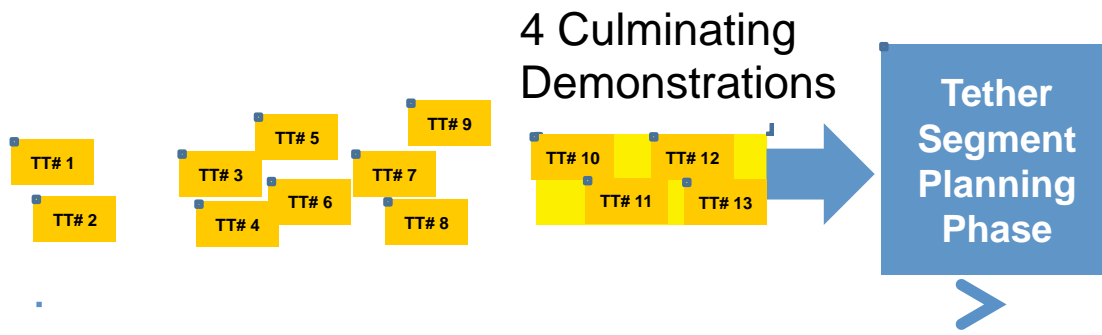 4 Culminating
Demonstrations
TT# 1
TT# 2
TT# 3
TT# 4
TT# 5
TT# 6
TT# 7
TT# 8
TT# 9
TT# 10
TT# 11
TT# 12
TT# 13
Tether
Segment
Planning
Phase